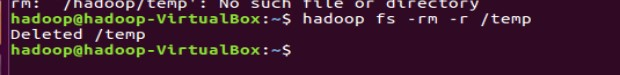 rm: `/hadoop/temp': No such file or directory
hadoop@hadoop-VirtualBox:~$ hadoop fs -rm -r /temp
Deleted /temp
hadoop@hadoop-VirtualBox:~$